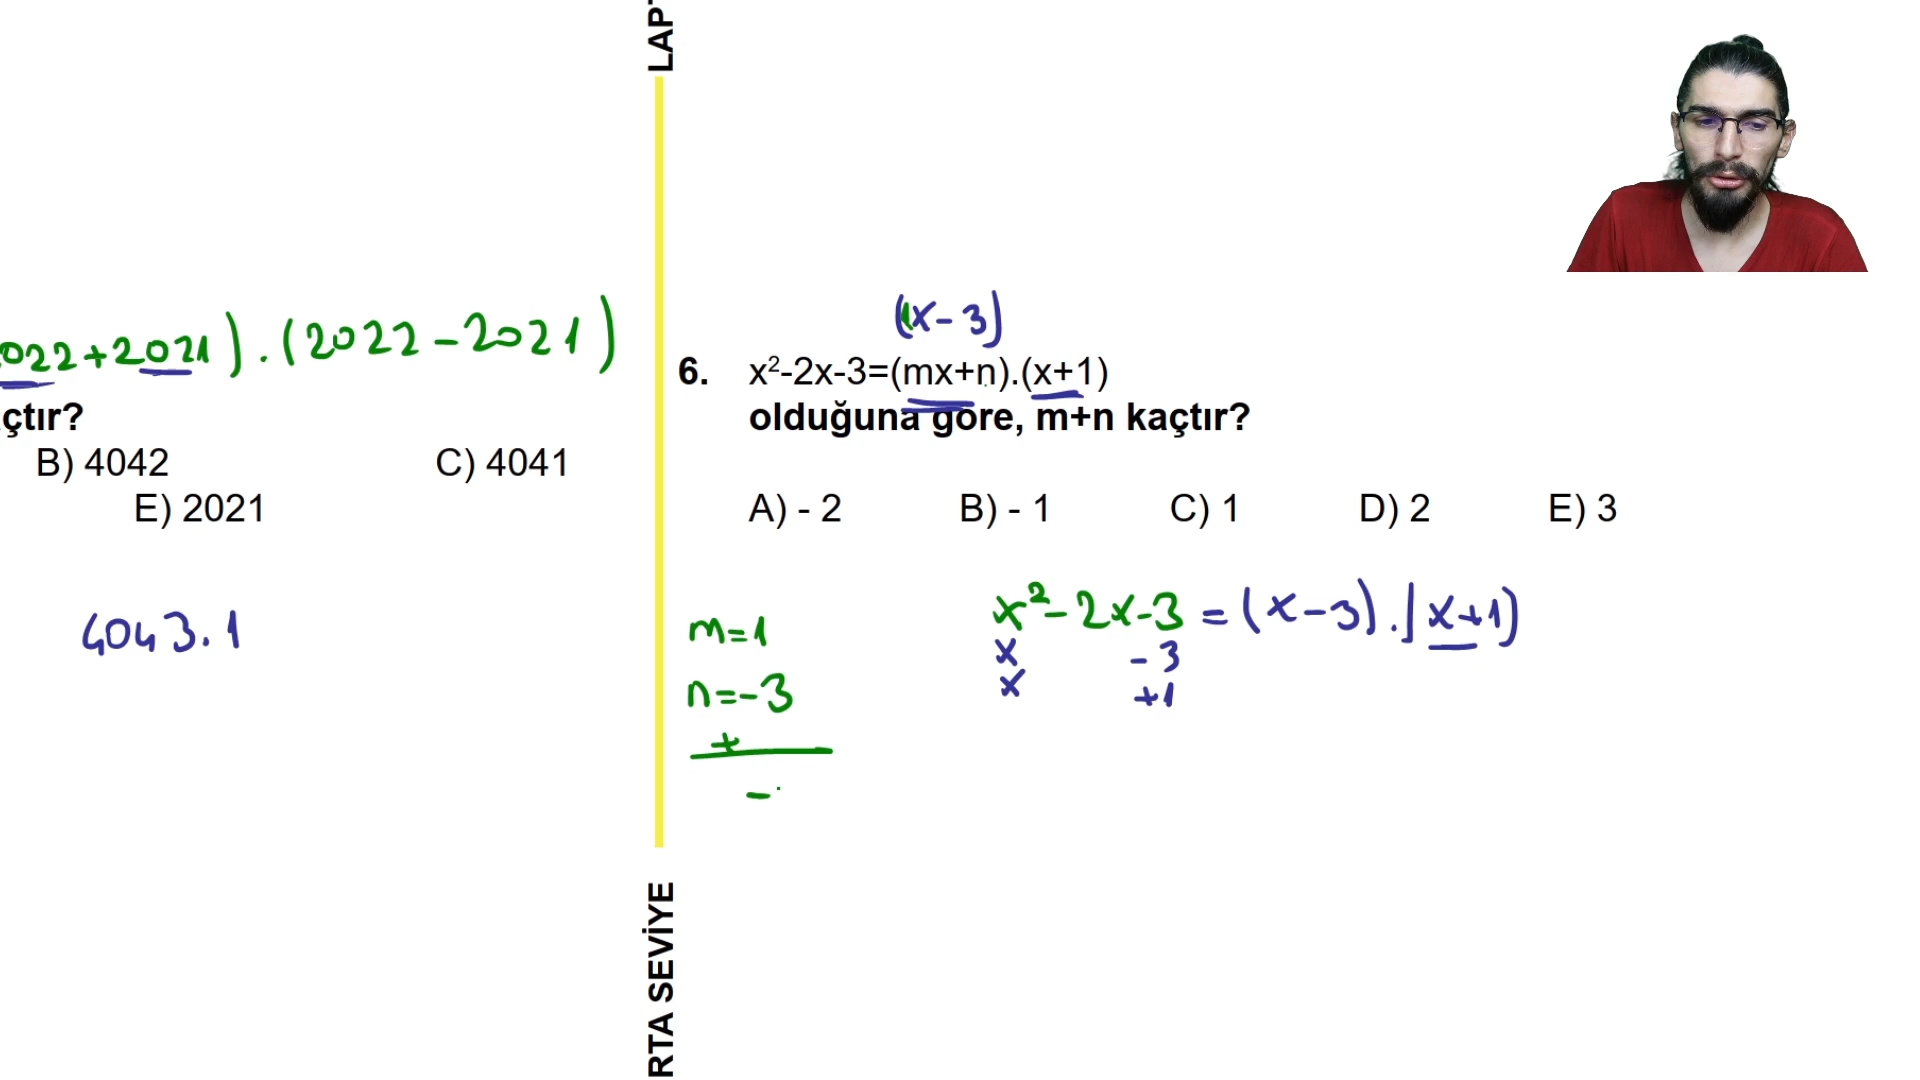 022+2021).(2022-2021)
çtır?
B) 4042 C) 4041
E) 2021
4043.1
LAP
RTA SEVİYE
(x-3)
6. x²-2x-3=(mx+n).(x+1)
olduğuna göre, m+n kaçtır?
A) - 2 B) - 1 C) 1 D) 2 E) 3
x²-2x-3=(x-3).(x+1)
x -3
x +1
m=1
n=-3
+
-